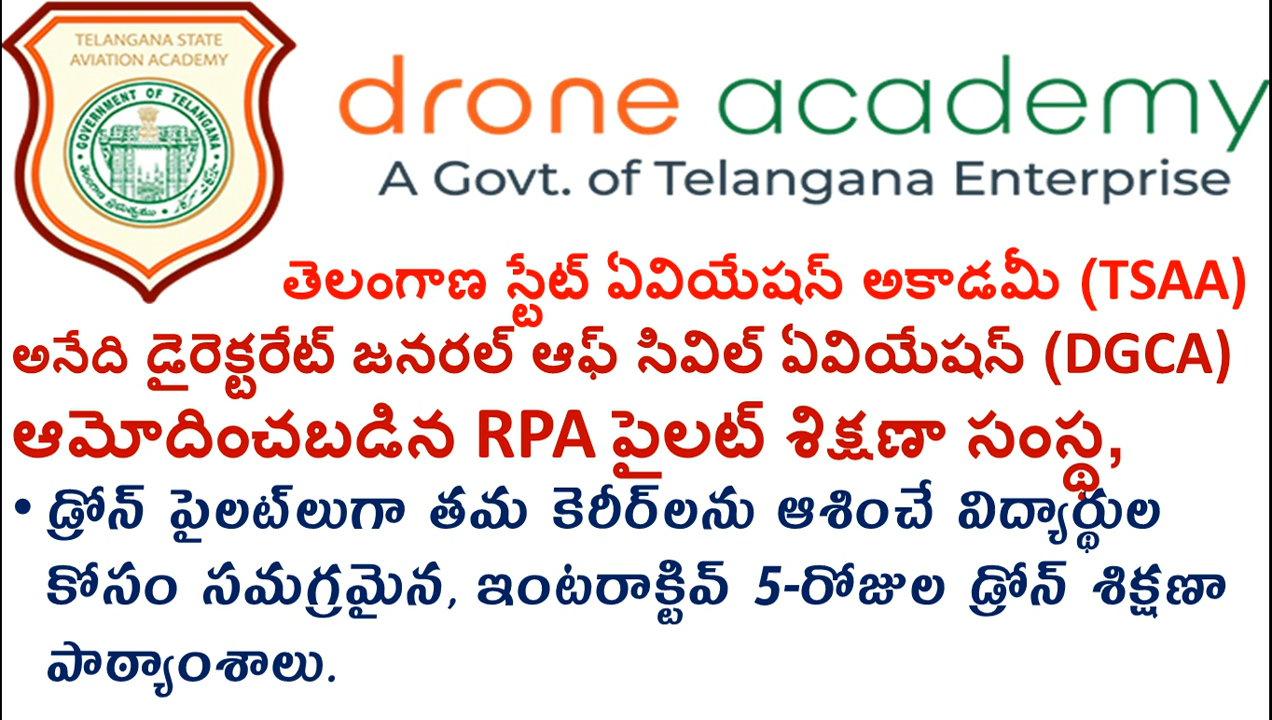 TELANGANA STATE
AVIATION ACADEMY
GOVERNMENT OF TELANGANA
తెలంగాణ ప్రభుత్వము
drone academy
A Govt. of Telangana Enterprise
తెలంగాణ స్టేట్ ఏవియేషన్ అకాడమీ (TSAA)
అనేది డైరెక్టరేట్ జనరల్ ఆఫ్ సివిల్ ఏవియేషన్ (DGCA)
ఆమోదించబడిన RPA పైలట్ శిక్షణా సంస్థ,
• డ్రోన్ పైలట్‌లుగా తమ కెరీర్‌లను ఆశించే విద్యార్థుల
కోసం సమగ్రమైన, ఇంటరాక్టివ్ 5-రోజుల డ్రోన్ శిక్షణా
పాఠ్యాంశాలు.